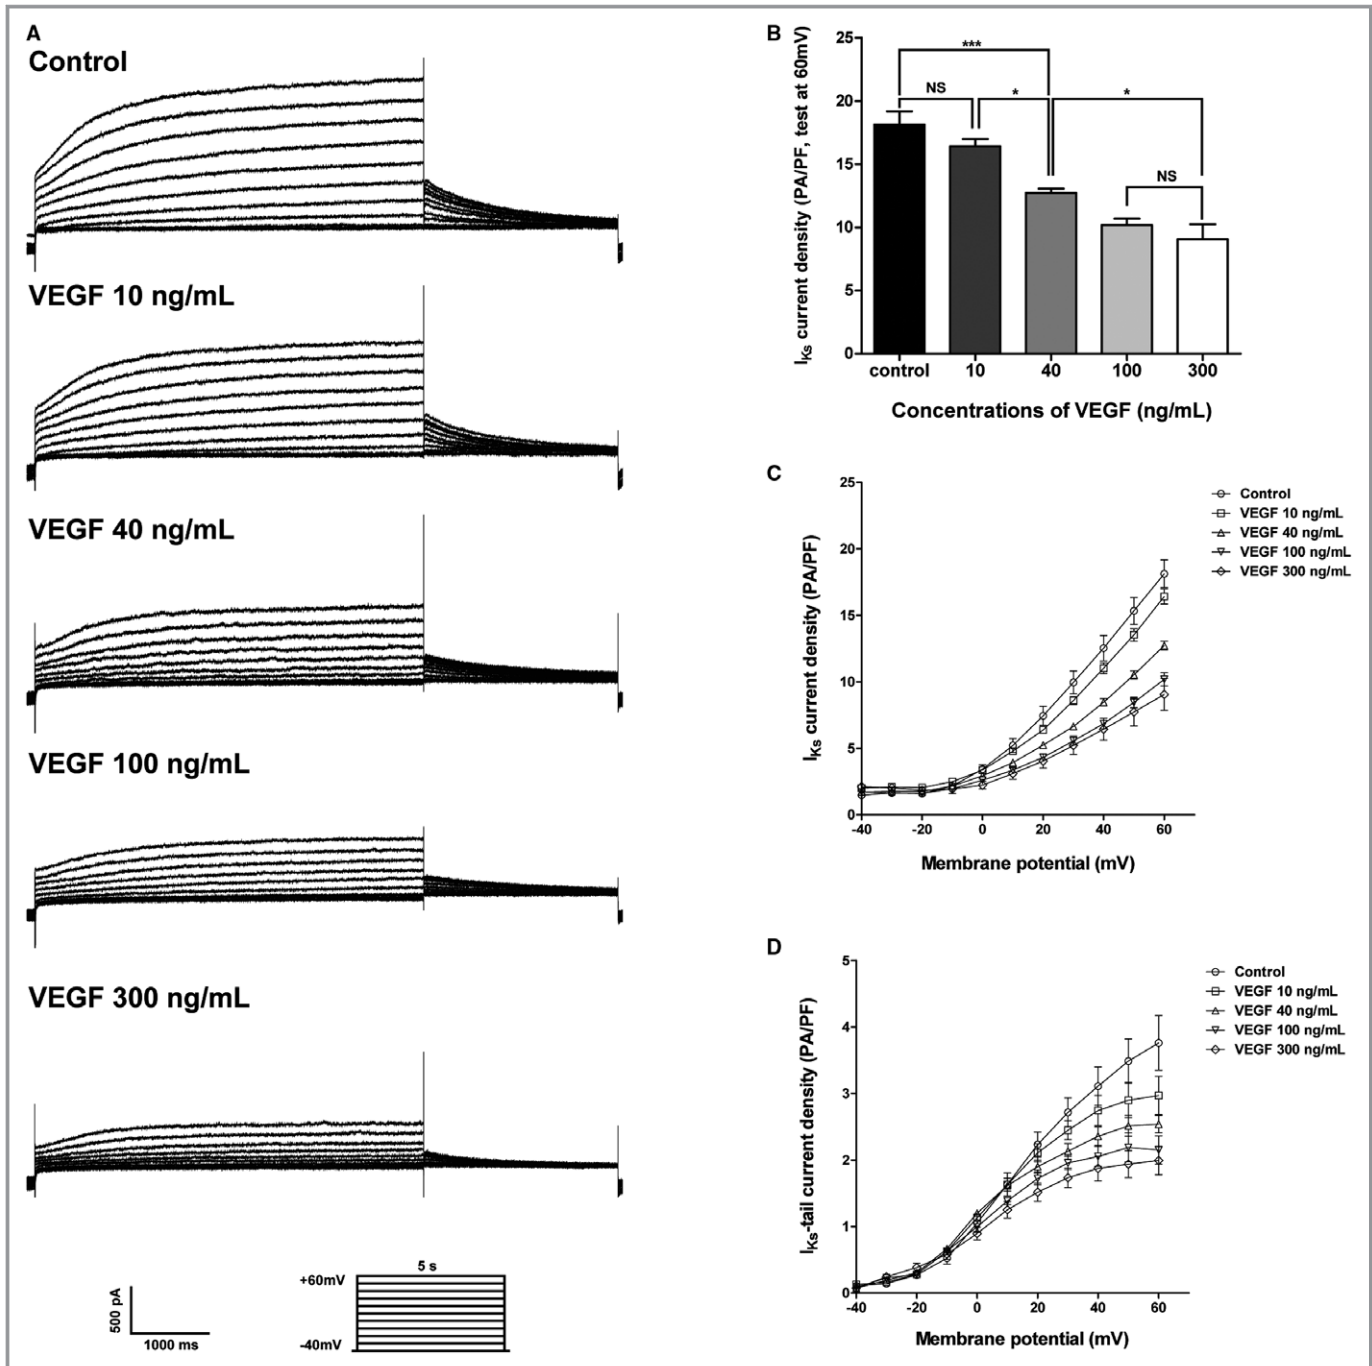 A
Control
VEGF 10 ng/mL
VEGF 40 ng/mL
VEGF 100 ng/mL
VEGF 300 ng/mL
500 pA
1000 ms
5 s
+60mV
-40mV
B
I_Ks current density (PA/PF, test at 60mV)
25
20
15
10
5
0
***
NS
*
*
NS
control 10 40 100 300
Concentrations of VEGF (ng/mL)
C
I_Ks current density (PA/PF)
25
20
15
10
5
0
-40 -20 0 20 40 60
Membrane potential (mV)
Control
VEGF 10 ng/mL
VEGF 40 ng/mL
VEGF 100 ng/mL
VEGF 300 ng/mL
D
I_Ks-tail current density (PA/PF)
5
4
3
2
1
0
-40 -20 0 20 40 60
Membrane potential (mV)
Control
VEGF 10 ng/mL
VEGF 40 ng/mL
VEGF 100 ng/mL
VEGF 300 ng/mL